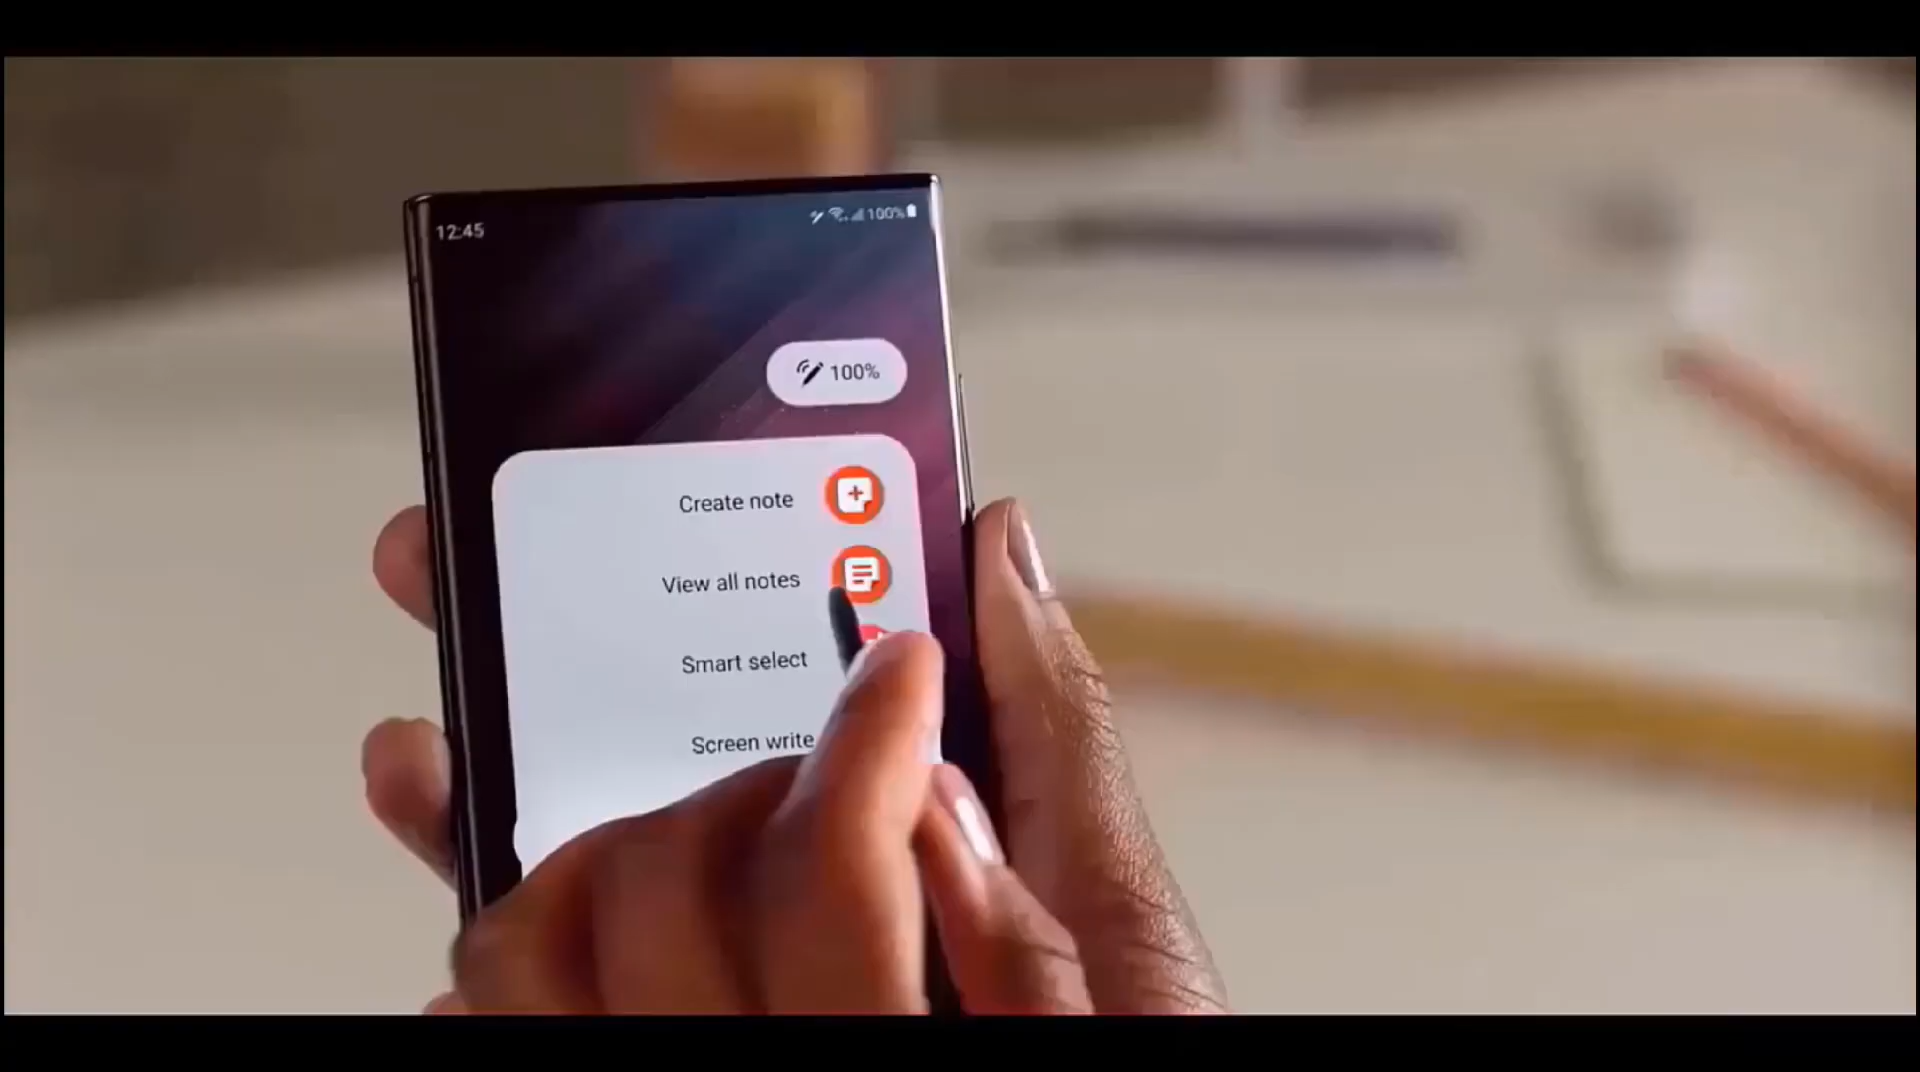 12:45
100%
100%
Create note
View all notes
Smart select
Screen write